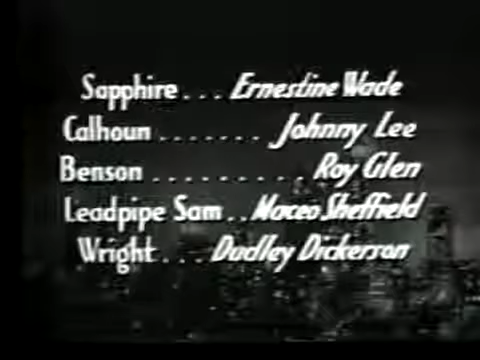 Sapphire . . . Ernestine Wade
Calhoun . . . . . . . Johnny Lee
Benson . . . . . . . . . . Roy Glen
Leadpipe Sam . . Maceo Sheffield
Wright . . . Dudley Dickerson